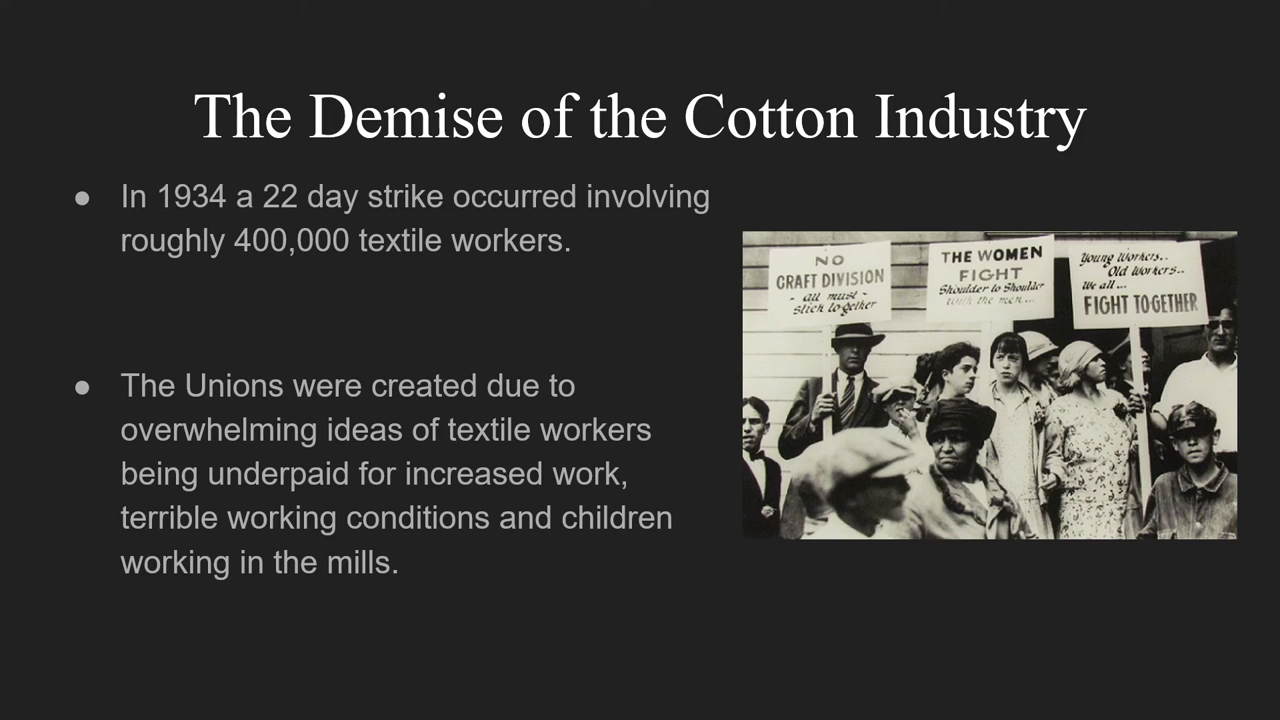 The Demise of the Cotton Industry
● In 1934 a 22 day strike occurred involving
roughly 400,000 textile workers.
● The Unions were created due to
overwhelming ideas of textile workers
being underpaid for increased work,
terrible working conditions and children
working in the mills.
NO
CRAFT DIVISION
- all must -
stick together
THE WOMEN
FIGHT
Shoulder to Shoulder
with the men...
Young Workers..
Old Workers..
We all...
FIGHT TOGETHER